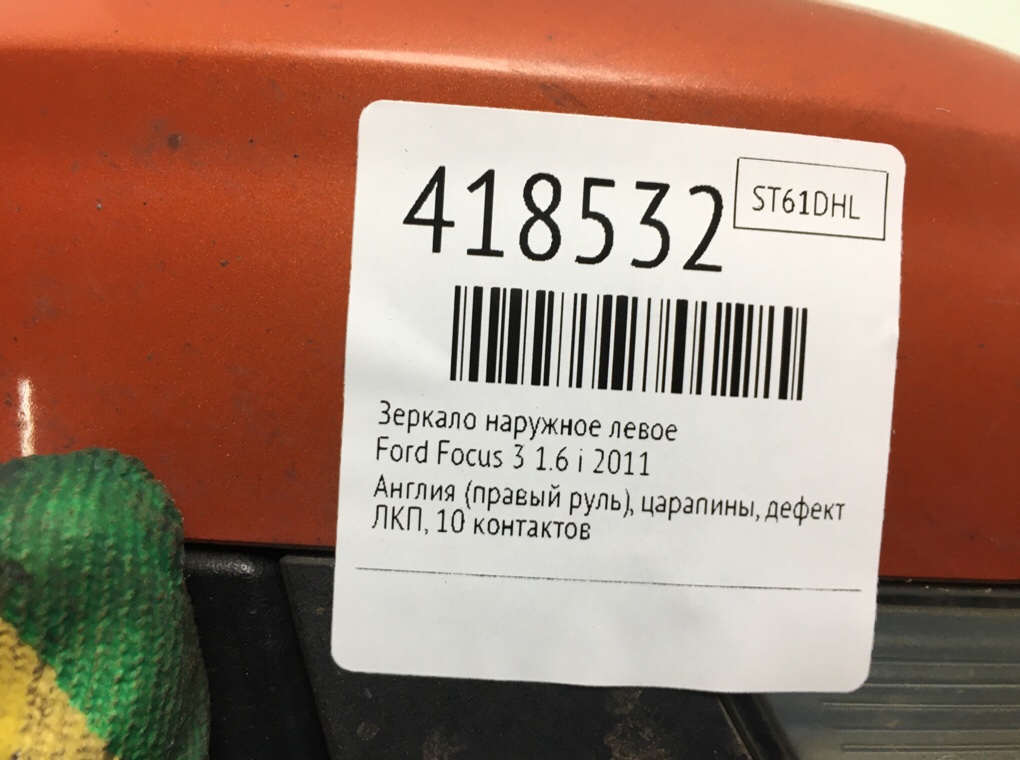 418532
ST61DHL
Зеркало наружное левое
Ford Focus 3 1.6 i 2011
Англия (правый руль), царапины, дефект
ЛКП, 10 контактов